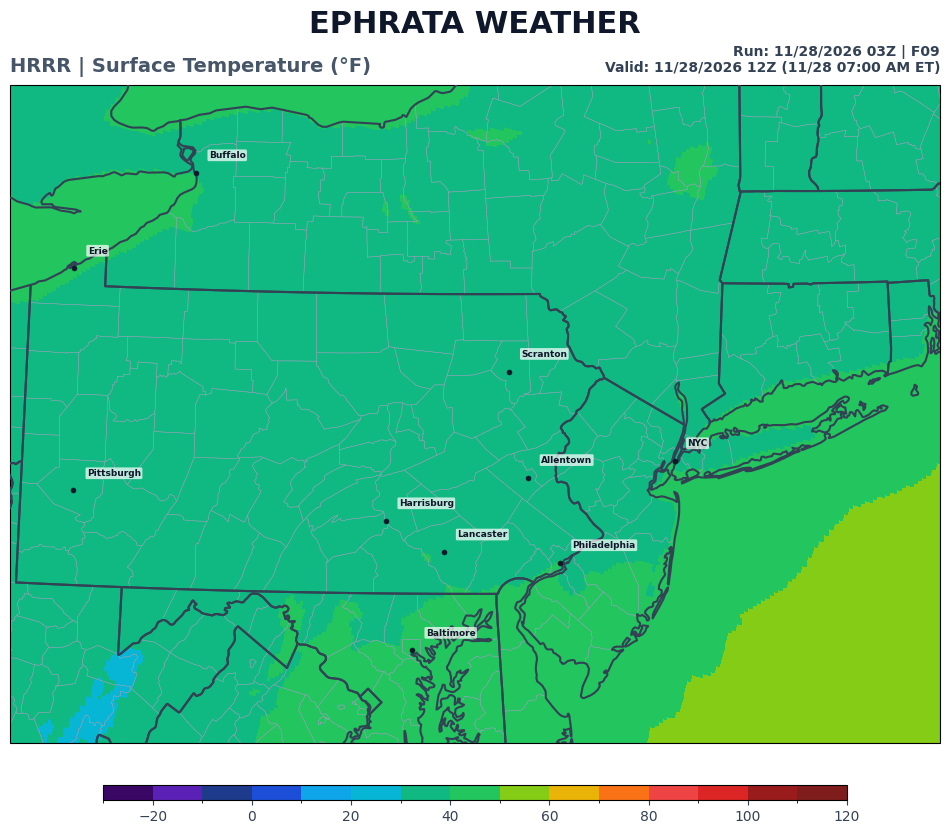 EPHRATA WEATHER
HRRR | Surface Temperature (°F)
Run: 11/28/2026 03Z | F09
Valid: 11/28/2026 12Z (11/28 07:00 AM ET)
Buffalo
Erie
Scranton
NYC
Allentown
Pittsburgh
Harrisburg
Lancaster
Philadelphia
Baltimore
−20 0 20 40 60 80 100 120